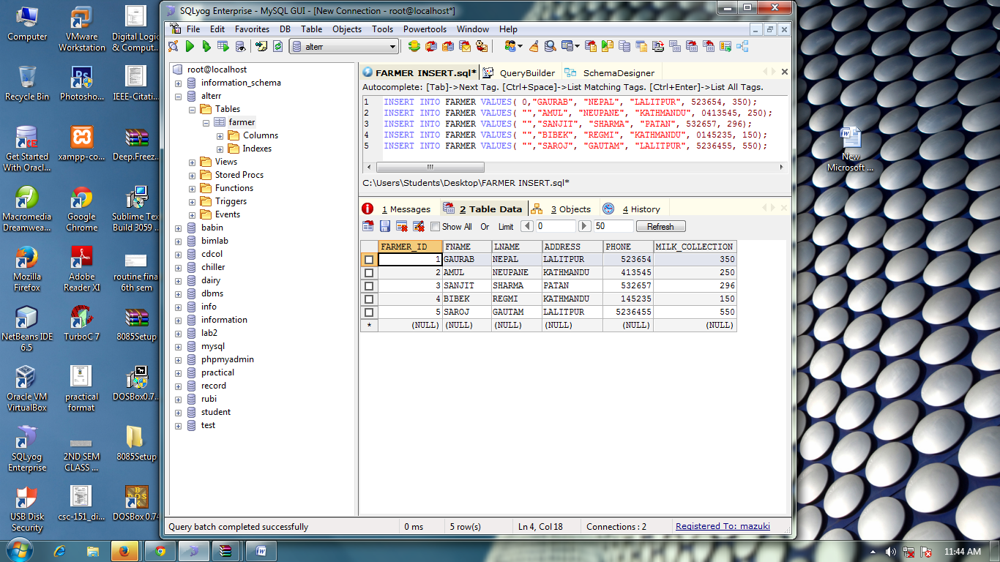 Computer
VMware
Workstation
Digital Logic
& Comput...
Recycle Bin
Photosho...
IEEE-Citati...
Get Started
With Oracl...
xampp-co...
Deep.Freez...
Macromedia
Dreamwea...
Google
Chrome
Sublime Tex
Build 3059 ...
Mozilla
Firefox
Adobe
Reader XI
routine fina
6th sem
NetBeans IDE
6.5
TurboC 7
8085Setup
Oracle VM
VirtualBox
practical
format
DOSBox0.7...
SQLyog
Enterprise
2ND SEM
CLASS ...
8085Setup
USB Disk
Security
csc-151_di...
DOSBox 0.74
SQLyog Enterprise - MySQL GUI - [New Connection - root@localhost*]
File Edit Favorites DB Table Objects Tools Powertools Window Help
alterr
root@localhost
information_schema
alterr
Tables
farmer
Columns
Indexes
Views
Stored Procs
Functions
Triggers
Events
babin
bimlab
cdcol
chiller
dairy
dbms
info
information
lab2
mysql
phpmyadmin
practical
record
rubi
student
test
FARMER INSERT.sql* QueryBuilder SchemaDesigner
Autocomplete: [Tab]->Next Tag. [Ctrl+Space]->List Matching Tags. [Ctrl+Enter]->List All Tags.
1 INSERT INTO FARMER VALUES( 0,"GAURAB", "NEPAL", "LALITPUR", 523654, 350);
2 INSERT INTO FARMER VALUES( "","AMUL", "NEUPANE", "KATHMANDU", 0413545, 250);
3 INSERT INTO FARMER VALUES( "","SANJIT", "SHARMA", "PATAN", 532657, 296);
4 INSERT INTO FARMER VALUES( "","BIBEK", "REGMI", "KATHMANDU", 0145235, 150);
5 INSERT INTO FARMER VALUES( "","SAROJ", "GAUTAM", "LALITPUR", 5236455, 550);
C:\Users\Students\Desktop\FARMER INSERT.sql*
1 Messages 2 Table Data 3 Objects 4 History
Show All Or Limit 0 50 Refresh
FARMER_ID FNAME LNAME ADDRESS PHONE MILK_COLLECTION
1 GAURAB NEPAL LALITPUR 523654 350
2 AMUL NEUPANE KATHMANDU 413545 250
3 SANJIT SHARMA PATAN 532657 296
4 BIBEK REGMI KATHMANDU 145235 150
5 SAROJ GAUTAM LALITPUR 5236455 550
* (NULL) (NULL) (NULL) (NULL) (NULL) (NULL)
Query batch completed successfully 0 ms 5 row(s) Ln 4, Col 18 Connections : 2 Registered To: mazuki
New
Microsoft ...
11:44 AM